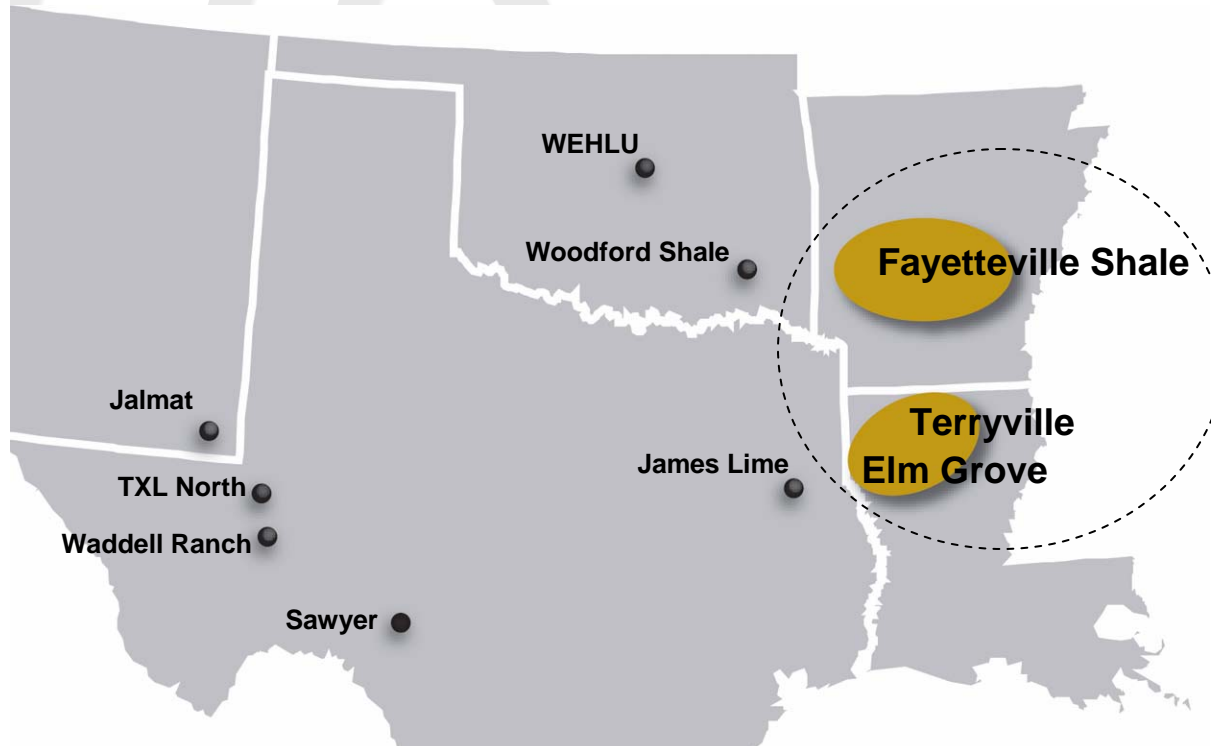 WEHLU
Woodford Shale
Fayetteville Shale
Jalmat
Terryville
Elm Grove
James Lime
TXL North
Waddell Ranch
Sawyer